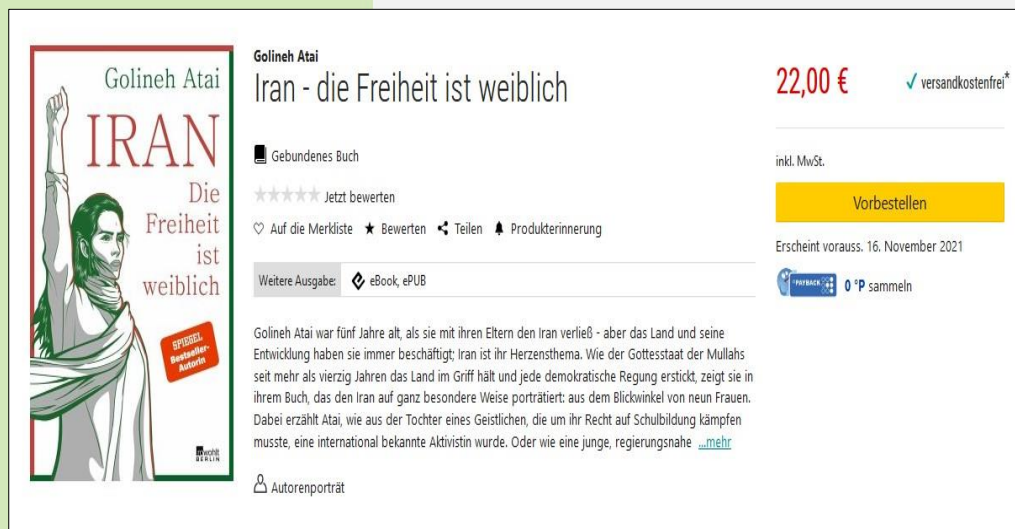 Golineh Atai
IRAN
Die
Freiheit
ist
weiblich
SPIEGEL
Bestseller-
Autorin
BERLIN
Golineh Atai
Iran - die Freiheit ist weiblich
Gebundenes Buch
Jetzt bewerten
Auf die Merkliste Bewerten Teilen Produkterinnerung
Weitere Ausgabe: eBook, ePUB
Golineh Atai war fünf Jahre alt, als sie mit ihren Eltern den Iran verließ - aber das Land und seine
Entwicklung haben sie immer beschäftigt; Iran ist ihr Herzensthema. Wie der Gottesstaat der Mullahs
seit mehr als vierzig Jahren das Land im Griff hält und jede demokratische Regung erstickt, zeigt sie in
ihrem Buch, das den Iran auf ganz besondere Weise porträtiert: aus dem Blickwinkel von neun Frauen.
Dabei erzählt Atai, wie aus der Tochter eines Geistlichen, die um ihr Recht auf Schulbildung kämpfen
musste, eine international bekannte Aktivistin wurde. Oder wie eine junge, regierungsnahe ...mehr
Autorenporträt
22,00 € ✓ versandkostenfrei*
inkl. MwSt.
Vorbestellen
Erscheint vorauss. 16. November 2021
PAYBACK 0 °P sammeln